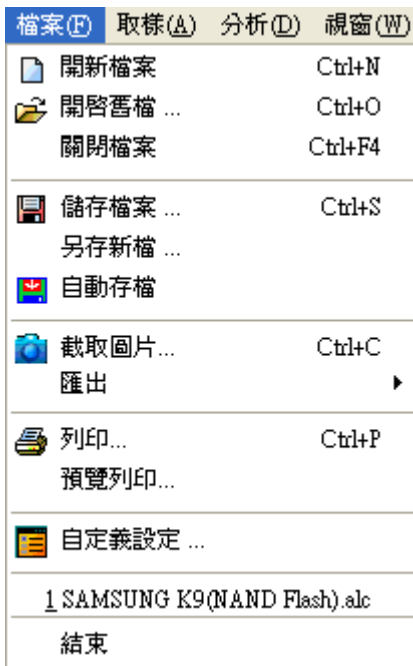 檔案(F) 取樣(A) 分析(D) 視窗(W)
開新檔案 Ctrl+N
開啓舊檔 ... Ctrl+O
關閉檔案 Ctrl+F4
儲存檔案 ... Ctrl+S
另存新檔 ...
自動存檔
截取圖片... Ctrl+C
匯出
列印... Ctrl+P
預覽列印...
自定義設定 ...
1 SAMSUNG K9(NAND Flash).alc
結束